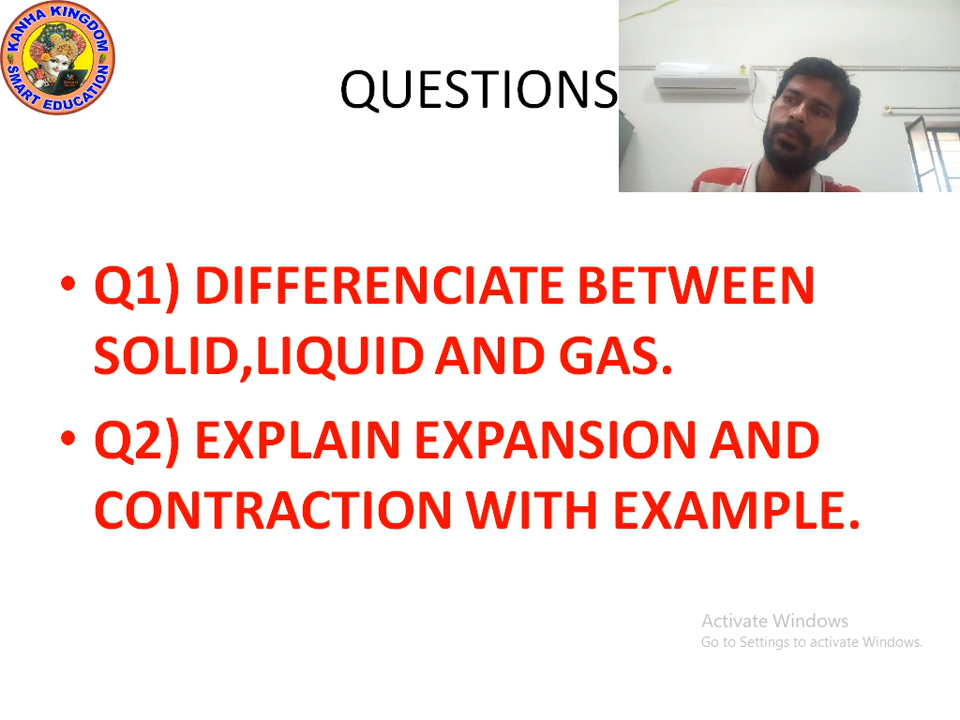 KANHA KINGDOM
SMART EDUCATION
QUESTIONS
• Q1) DIFFERENCIATE BETWEEN
SOLID,LIQUID AND GAS.
• Q2) EXPLAIN EXPANSION AND
CONTRACTION WITH EXAMPLE.
Activate Windows
Go to Settings to activate Windows.